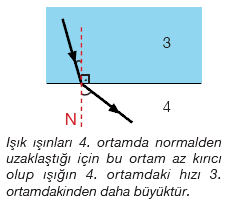 3
4
N
Işık ışınları 4. ortamda normalden
uzaklaştığı için bu ortam az kırıcı
olup ışığın 4. ortamdaki hızı 3.
ortamdakinden daha büyüktür.